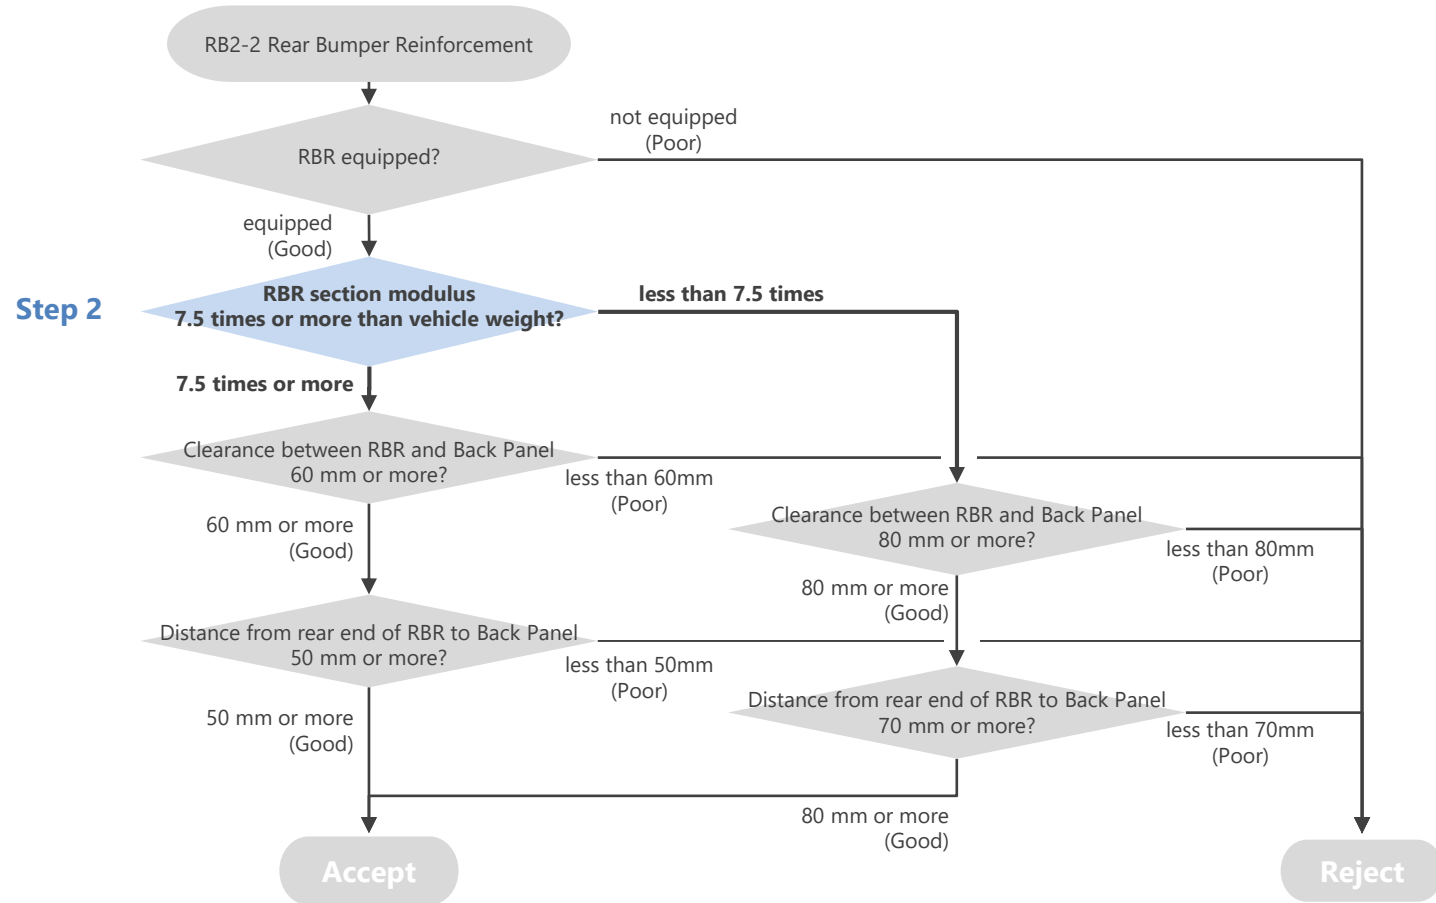 RB2-2 Rear Bumper Reinforcement
RBR equipped?
not equipped
(Poor)
equipped
(Good)
Step 2
RBR section modulus
7.5 times or more than vehicle weight?
less than 7.5 times
7.5 times or more
Clearance between RBR and Back Panel
60 mm or more?
less than 60mm
(Poor)
60 mm or more
(Good)
Clearance between RBR and Back Panel
80 mm or more?
less than 80mm
(Poor)
80 mm or more
(Good)
Distance from rear end of RBR to Back Panel
50 mm or more?
less than 50mm
(Poor)
50 mm or more
(Good)
Distance from rear end of RBR to Back Panel
70 mm or more?
less than 70mm
(Poor)
80 mm or more
(Good)
Accept
Reject